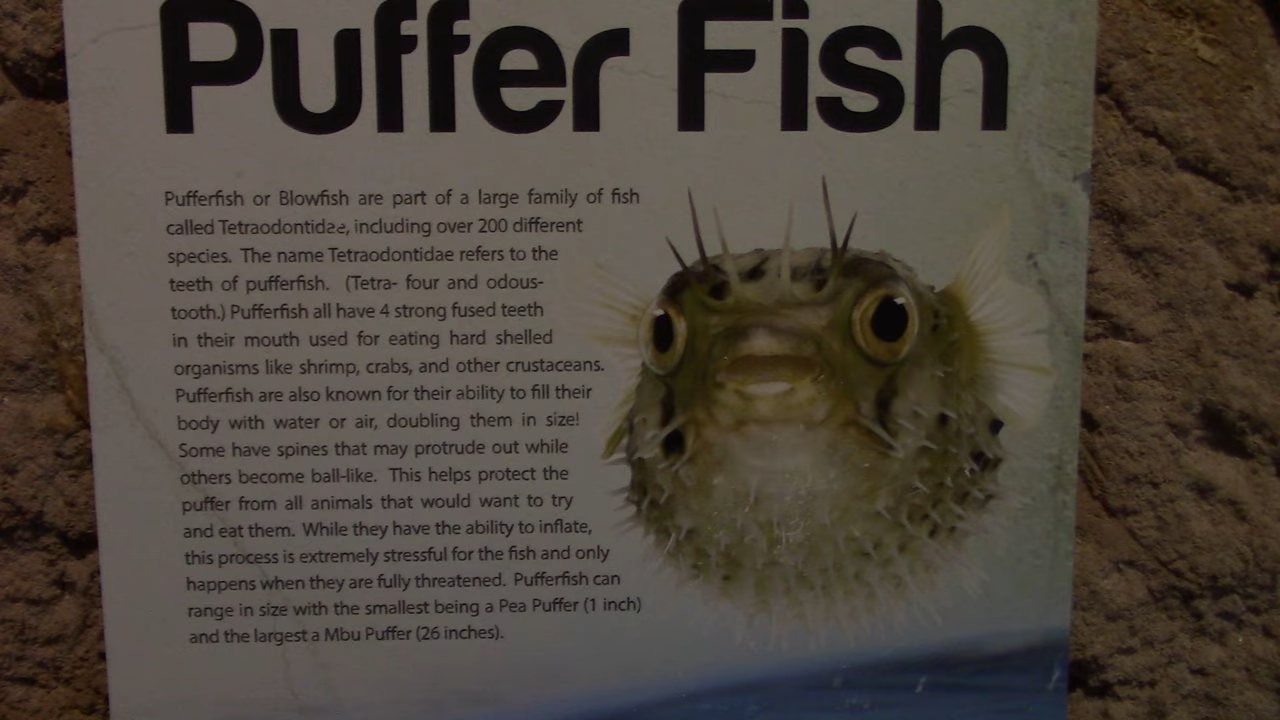 Puffer Fish
Pufferfish or Blowfish are part of a large family of fish
called Tetraodontidae, including over 200 different
species. The name Tetraodontidae refers to the
teeth of pufferfish. (Tetra- four and odous-
tooth.) Pufferfish all have 4 strong fused teeth
in their mouth used for eating hard shelled
organisms like shrimp, crabs, and other crustaceans.
Pufferfish are also known for their ability to fill their
body with water or air, doubling them in size!
Some have spines that may protrude out while
others become ball-like. This helps protect the
puffer from all animals that would want to try
and eat them. While they have the ability to inflate,
this process is extremely stressful for the fish and only
happens when they are fully threatened. Pufferfish can
range in size with the smallest being a Pea Puffer (1 inch)
and the largest a Mbu Puffer (26 inches).